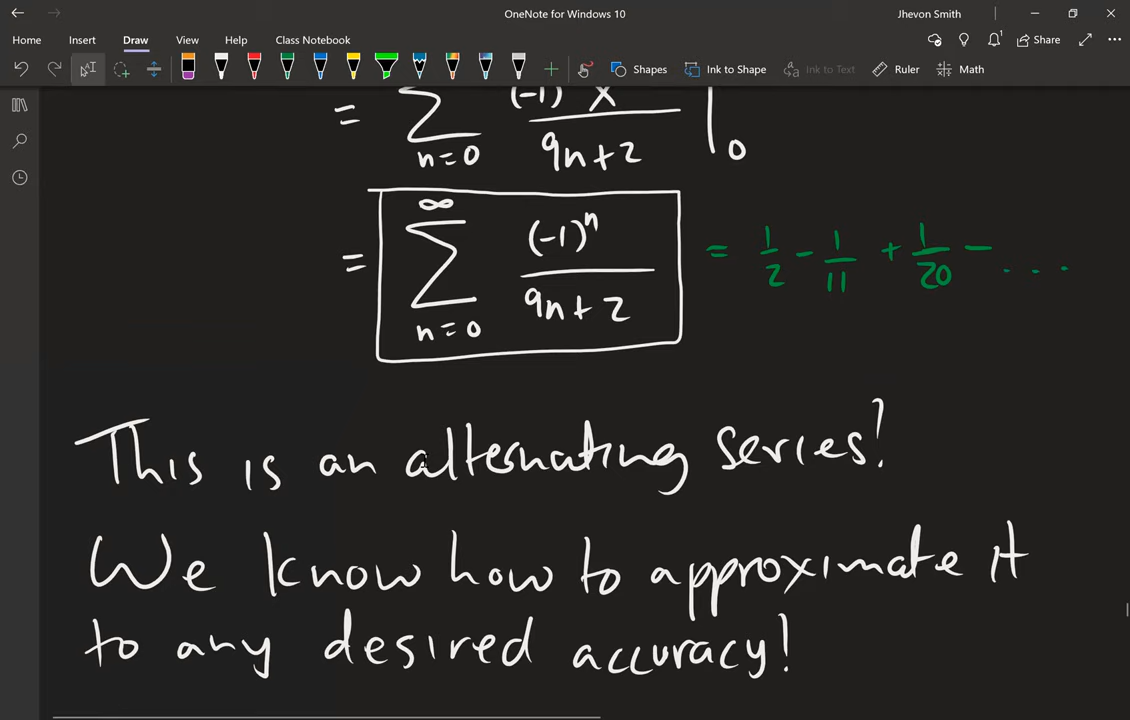 OneNote for Windows 10
Jhevon Smith
Home Insert Draw View Help Class Notebook
Share
Shapes Ink to Shape Ink to Text Ruler Math
= ∑ n=0 (-1) x / 9n+2 | 0
= ∑ n=0 ∞ (-1)^n / 9n+2 = 1/2 - 1/11 + 1/20 - ...
This is an alternating series!
We know how to approximate it
to any desired accuracy!